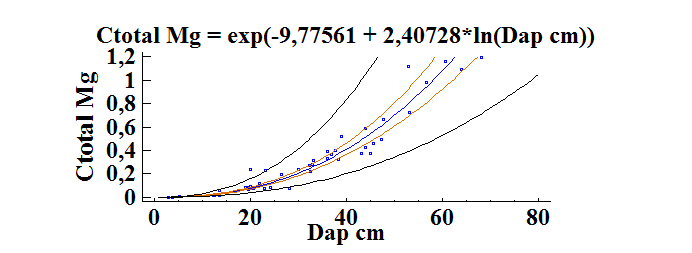 Ctotal Mg = exp(-9,77561 + 2,40728*ln(Dap cm))
1,2
1
0,8
0,6
0,4
0,2
0
Ctotal Mg
0 20 40 60 80
Dap cm